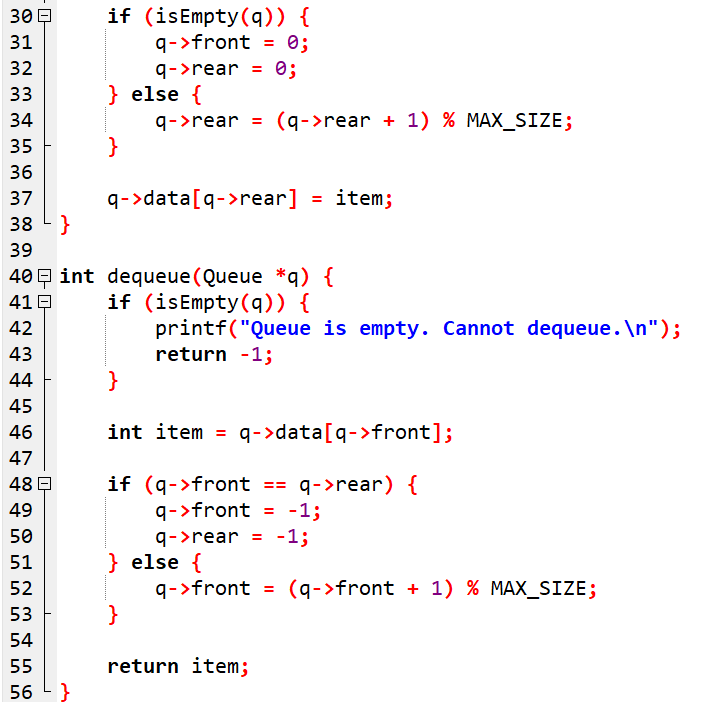 30 if (isEmpty(q)) {
31 q->front = 0;
32 q->rear = 0;
33 } else {
34 q->rear = (q->rear + 1) % MAX_SIZE;
35 }
36
37 q->data[q->rear] = item;
38 }
39
40 int dequeue(Queue *q) {
41 if (isEmpty(q)) {
42 printf("Queue is empty. Cannot dequeue.\n");
43 return -1;
44 }
45
46 int item = q->data[q->front];
47
48 if (q->front == q->rear) {
49 q->front = -1;
50 q->rear = -1;
51 } else {
52 q->front = (q->front + 1) % MAX_SIZE;
53 }
54
55 return item;
56 }